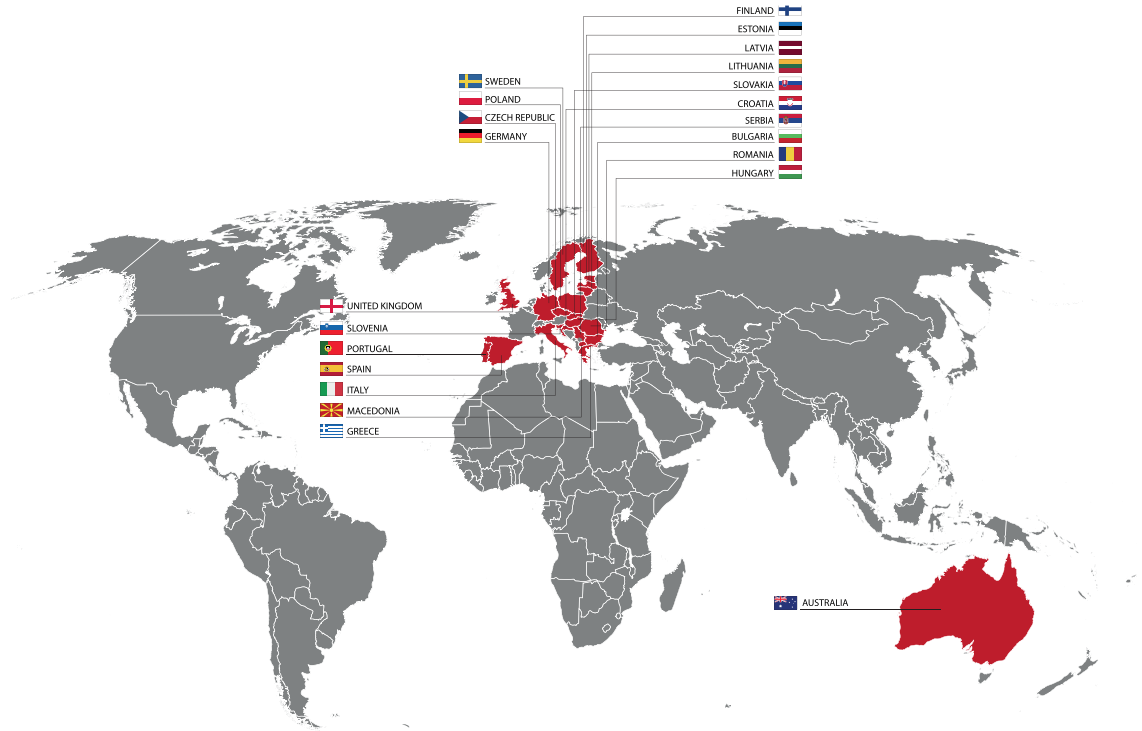 FINLAND
ESTONIA
LATVIA
LITHUANIA
SLOVAKIA
CROATIA
SERBIA
BULGARIA
ROMANIA
HUNGARY
SWEDEN
POLAND
CZECH REPUBLIC
GERMANY
UNITED KINGDOM
SLOVENIA
PORTUGAL
SPAIN
ITALY
MACEDONIA
GREECE
AUSTRALIA